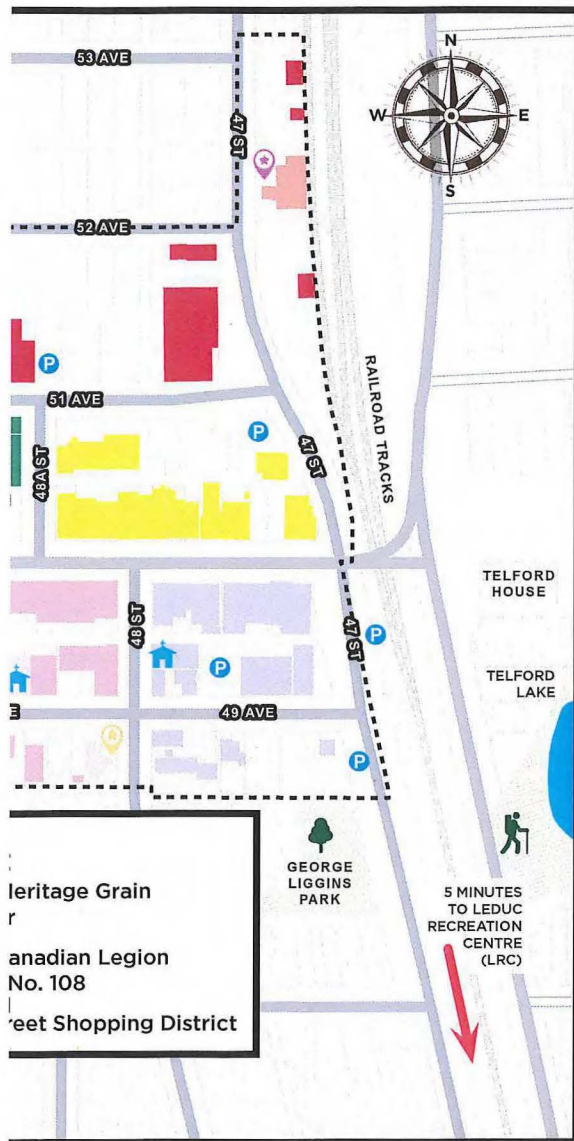 53 AVE
N
47 ST
W
E
S
52 AVE
P
51 AVE
P
RAILROAD TRACKS
48A ST
47 ST
TELFORD
HOUSE
48 ST
47 ST
P
P
TELFORD
LAKE
E
49 AVE
P
GEORGE
LIGGINS
PARK
5 MINUTES
TO LEDUC
RECREATION
CENTRE
(LRC)
eritage Grain
r
anadian Legion
No. 108
reet Shopping District